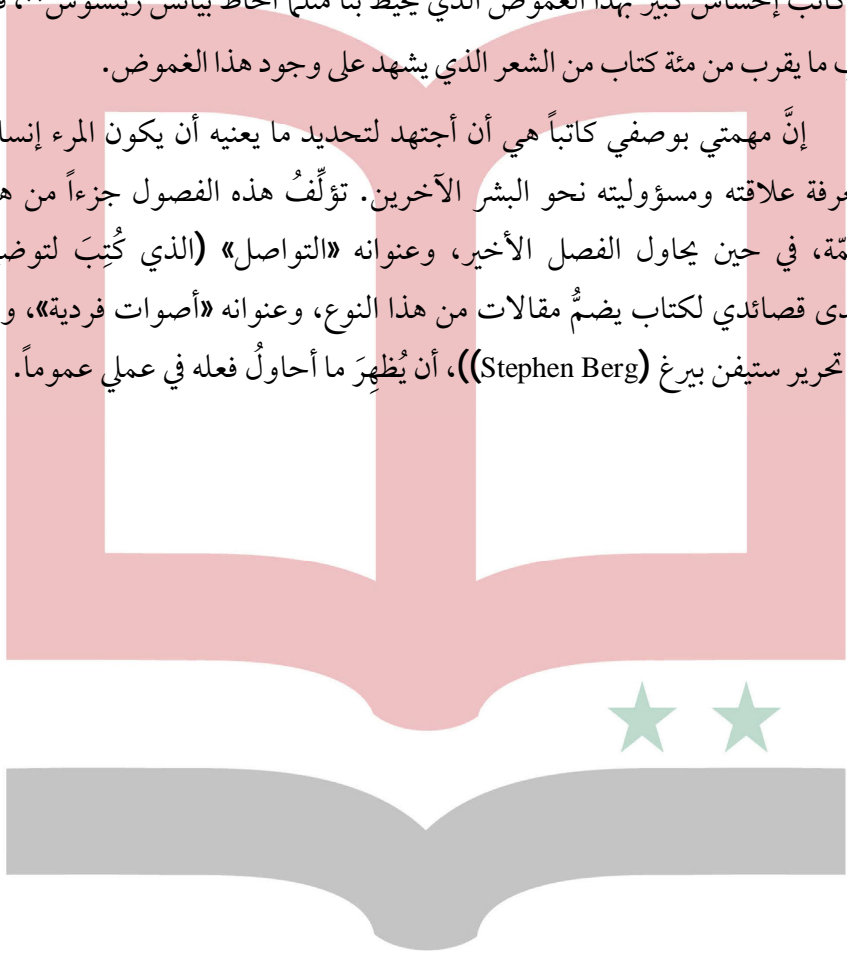 كاتب إحساس كبير بهذا الغموض الذي يحيط بنا مثلما أحاط بيانس ريتسوس
ما يقرب من مئة كتاب من الشعر الذي يشهد على وجود هذا الغموض.
إنَّ مهمتي بوصفي كاتباً هي أن أجتهد لتحديد ما يعنيه أن يكون المرء
علاقته ومسؤوليته نحو البشر الآخرين. تؤلِّفُ هذه الفصول جزءاً من
في حين يحاول الفصل الأخير، وعنوانه «التواصل» (الذي كُتِبَ
قصائدي لكتاب يضمُّ مقالات من هذا النوع، وعنوانه «أصوات فردية»، و
تحرير ستيفن بيرغ (Stephen Berg))، أن يُظهِرَ ما أحاولُ فعله في عملي عموماً.